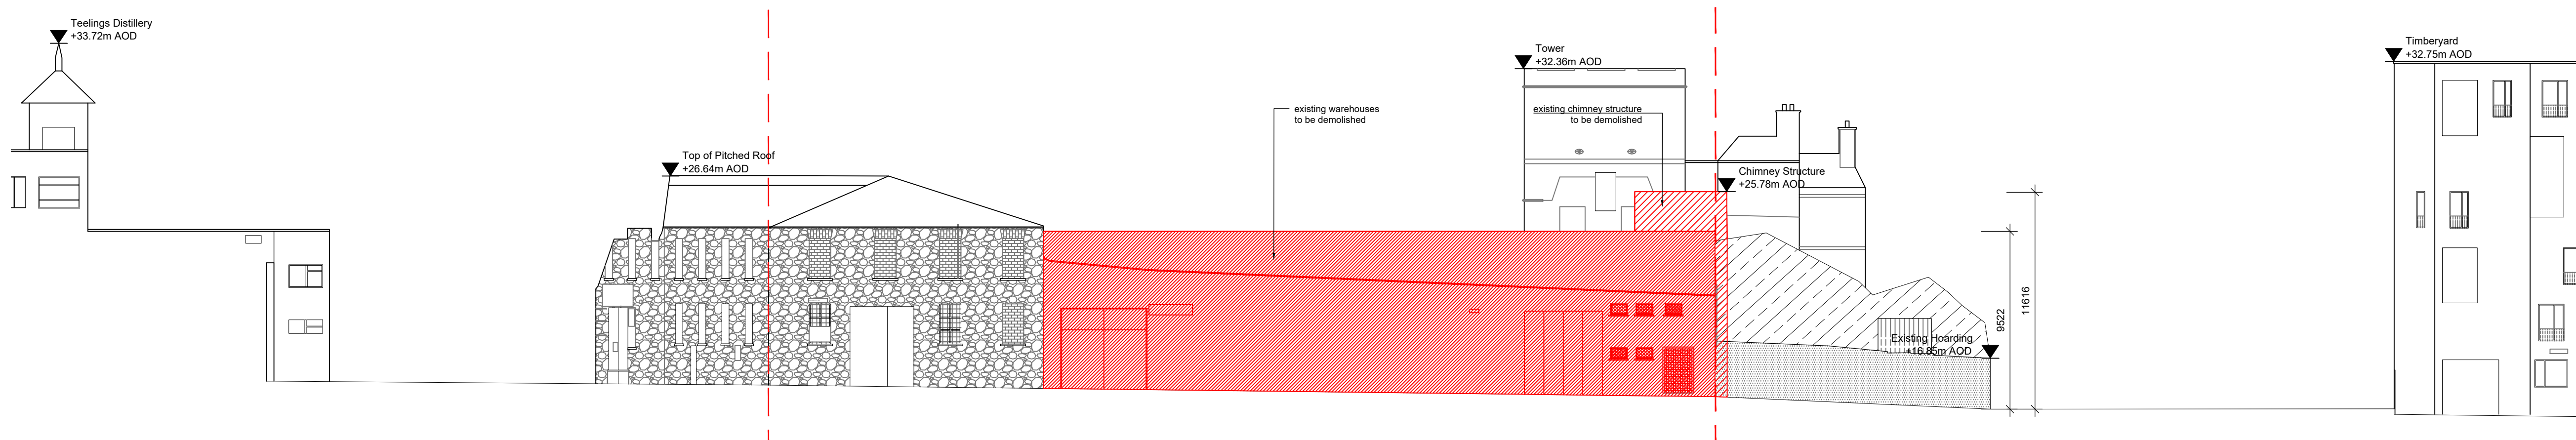 Teelings Distillery
+33.72m AOD
Top of Pitched Roof
+26.64m AOD
existing warehouses
to be demolished
Tower
+32.36m AOD
existing chimney structure
to be demolished
Chimney Structure
+25.78m AOD
Existing Hoarding
+16.85m AOD
9522
11616
Timberyard
+32.75m AOD